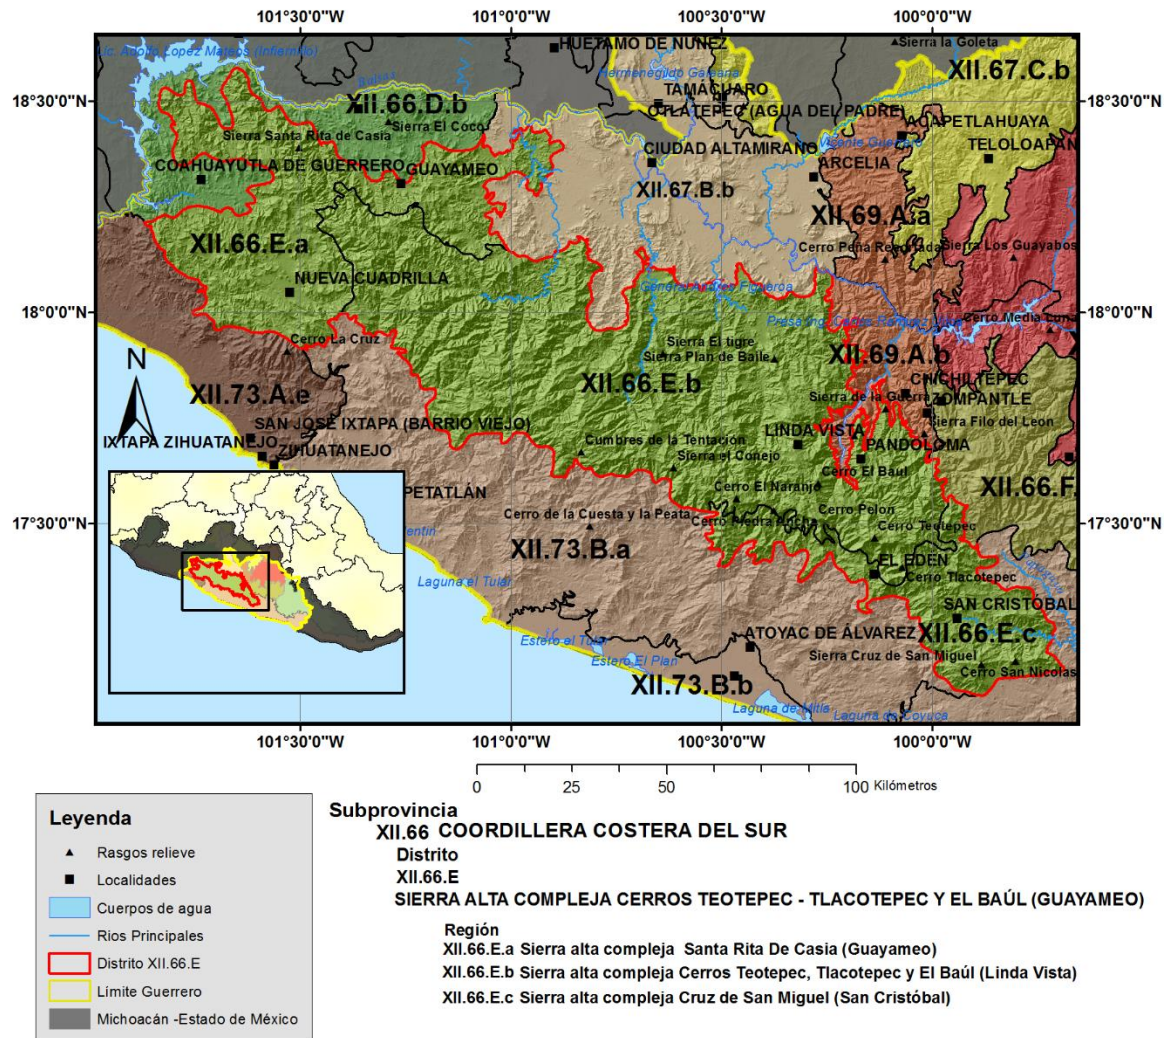 101°30'0"W
101°0'0"W
100°30'0"W
100°0'0"W
Lic. Adolfo Lopez Mateos (Infiernillo)
HUETAMO DE NUÑEZ
Sierra la Goleta
XII.67.C.b
Hermenegildo Galeana
TAMACUARO
18°30'0"N
XII.66.D.b
OTLATEPEC (AGUA DEL PADRE)
ACAPETLAHUAYA
18°30'0"N
Sierra El Coco
Vicente Guerrero
Sierra Santa Rita de Casia
CIUDAD ALTAMIRANO
TELOLOAPAN
COAHUAYUTLA DE GUERRERO
GUAYAMEO
ARCELIA
XII.67.B.b
XII.69.A.a
XII.66.E.a
Cerro Peña Recortada
Sierra Los Guayabos
NUEVA CUADRILLA
18°0'0"N
18°0'0"N
Cerro Media Luna
Cerro La Cruz
Sierra El tigre
Sierra Plan de Baile
XII.69.A.b
XII.66.E.b
XII.73.A.e
N
Sierra de la Guerra
ZOMPANTLE
SAN JOSE IXTAPA (BARRIO VIEJO)
LINDA VISTA
Sierra Filo del Leon
IXTAPA ZIHUATANEJO
Cumbres de la Tentación
PANDOLOMA
ZIHUATANEJO
Sierra el Conejo
Cerro El Baúl
PETATLÁN
Cerro El Naranjo
XII.66.F.
Cerro de la Cuesta y la Peata
Cerro Pelon
17°30'0"N
17°30'0"N
Cerro Piedra Ancha
Cerro Teotepec
XII.73.B.a
EL EDEN
Laguna el Tular
Cerro Tlacotepec
SAN CRISTOBAL
Estero el Tular
ATOYAC DE ÁLVAREZ
XII.66.E.c
Estero El Plan
Sierra Cruz de San Miguel
Cerro San Nicolas
XII.73.B.b
Laguna de Mitla
Laguna de Coyuca
101°30'0"W
101°0'0"W
100°30'0"W
100°0'0"W
0 25 50 100 Kilómetros
Leyenda
Rasgos relieve
Localidades
Cuerpos de agua
Rios Principales
Distrito XII.66.E
Limite Guerrero
Michoacán -Estado de México
Subprovincia
XII.66 COORDILLERA COSTERA DEL SUR
Distrito
XII.66.E
SIERRA ALTA COMPLEJA CERROS TEOTEPEC - TLACOTEPEC Y EL BAÚL (GUAYAMEO)
Región
XII.66.E.a Sierra alta compleja Santa Rita De Casia (Guayameo)
XII.66.E.b Sierra alta compleja Cerros Teotepec, Tlacotepec y El Baúl (Linda Vista)
XII.66.E.c Sierra alta compleja Cruz de San Miguel (San Cristóbal)